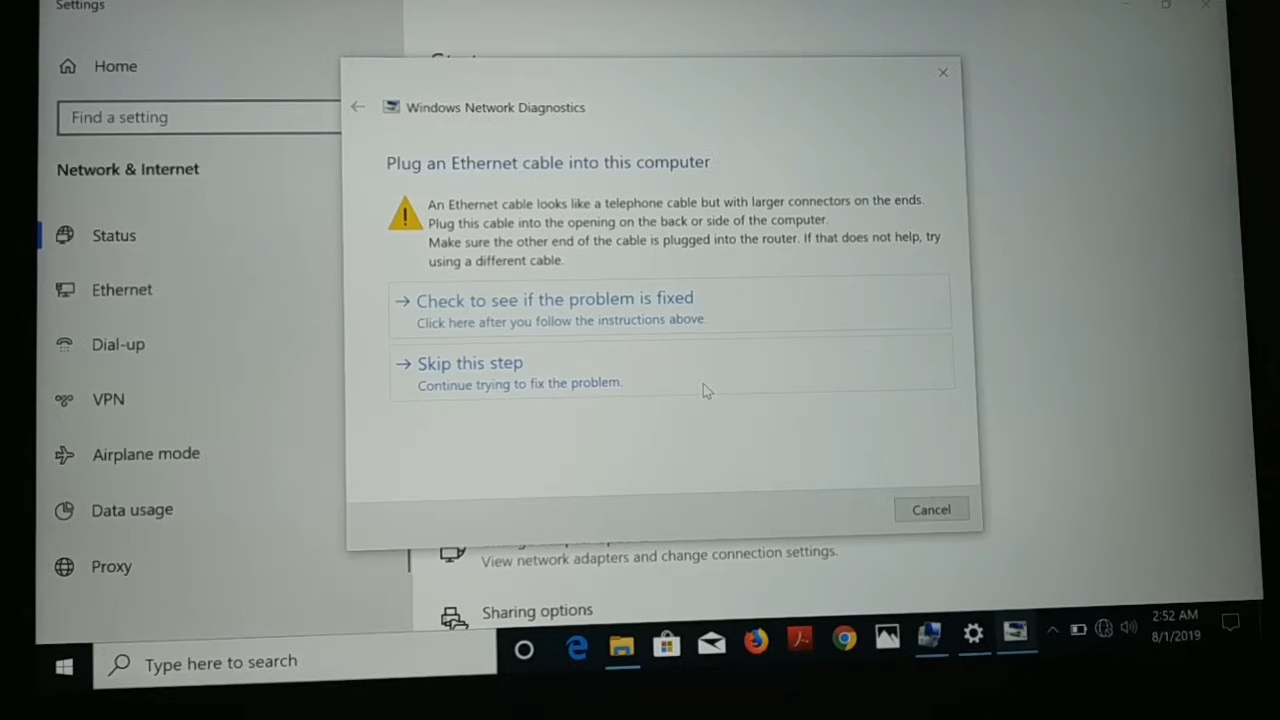 Settings
Home
Find a setting
Network & Internet
Status
Ethernet
Dial-up
VPN
Airplane mode
Data usage
Proxy
Windows Network Diagnostics
Plug an Ethernet cable into this computer
An Ethernet cable looks like a telephone cable but with larger connectors on the ends.
Plug this cable into the opening on the back or side of the computer.
Make sure the other end of the cable is plugged into the router. If that does not help, try
using a different cable.
Check to see if the problem is fixed
Click here after you follow the instructions above.
Skip this step
Continue trying to fix the problem.
Cancel
View network adapters and change connection settings.
Sharing options
Type here to search
2:52 AM
8/1/2019